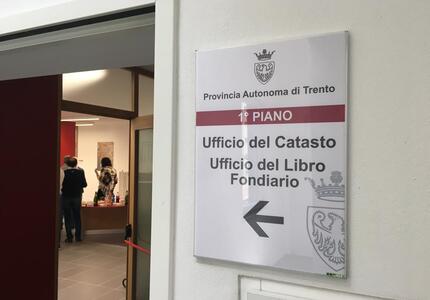 Provincia Autonoma di Trento
1° PIANO
Ufficio del Catasto
Ufficio del Libro
Fondiario